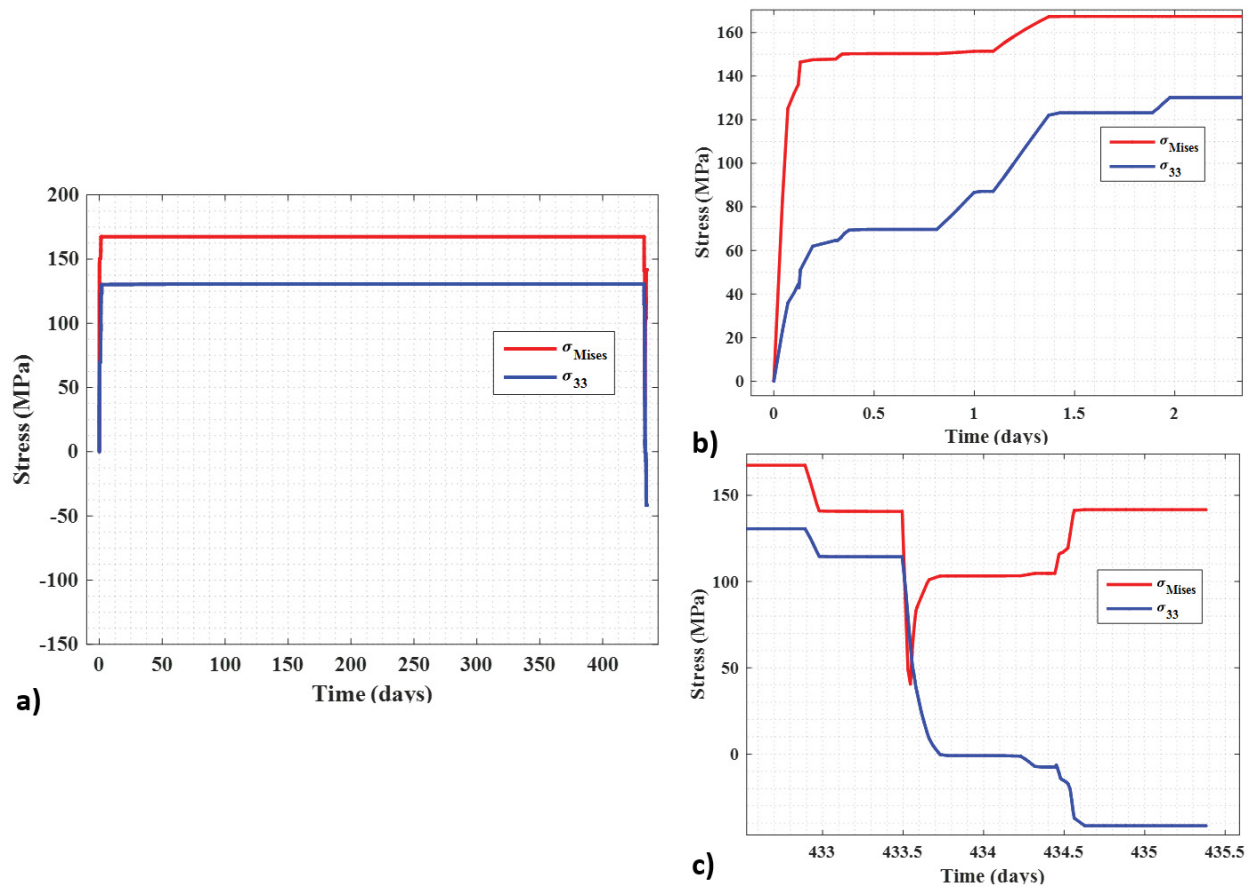 200
150
100
50
0
-50
-100
-150
Stress (MPa)
0 50 100 150 200 250 300 350 400
Time (days)
σMises
σ33
a)
160
140
120
100
80
60
40
20
0
Stress (MPa)
0 0.5 1 1.5 2
Time (days)
σMises
σ33
b)
150
100
50
0
Stress (MPa)
433 433.5 434 434.5 435 435.5
Time (days)
σMises
σ33
c)